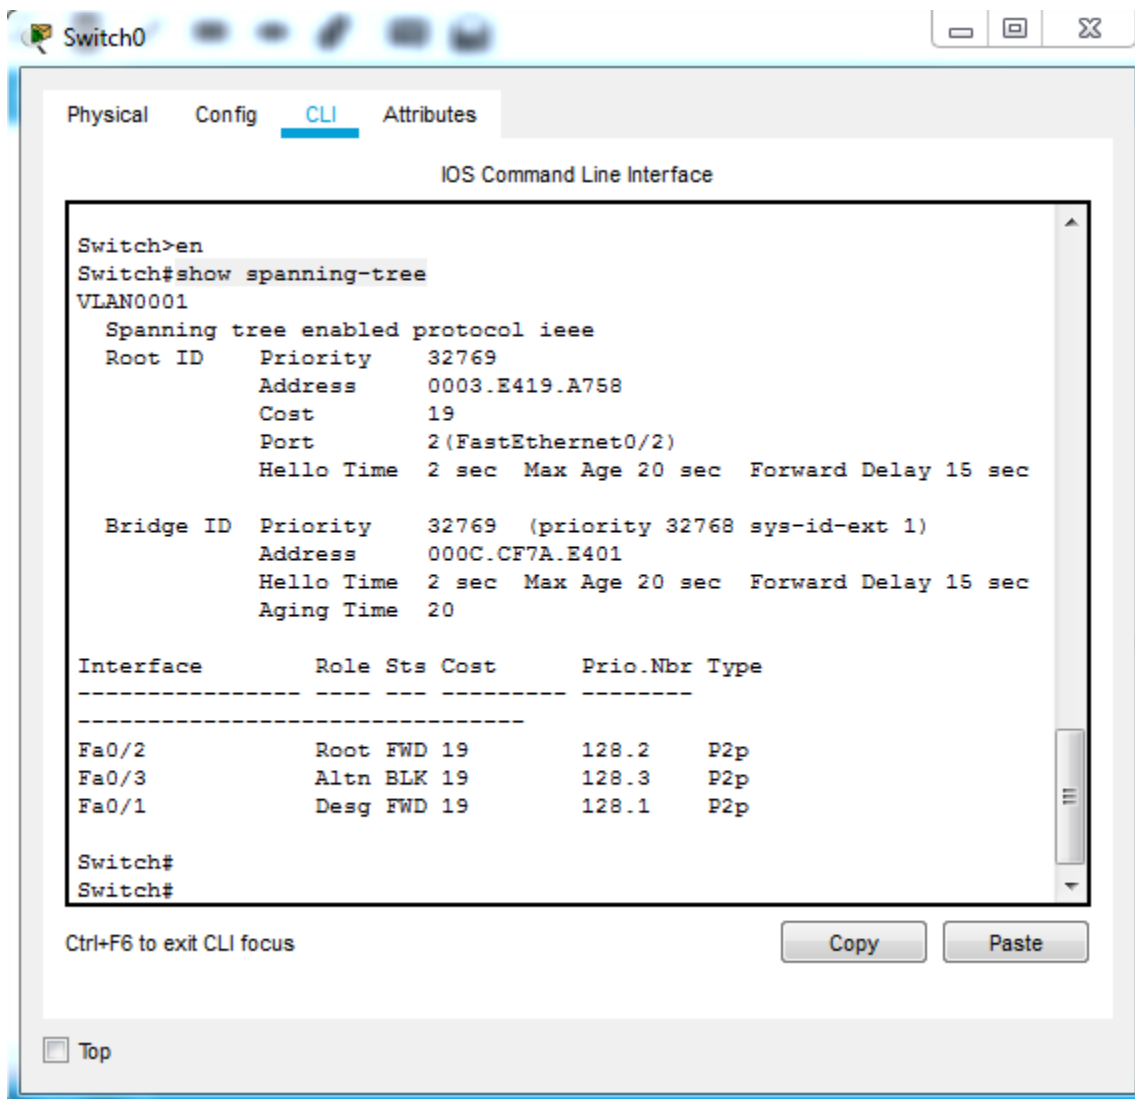 Switch0
Physical Config CLI Attributes
IOS Command Line Interface
Switch>en
Switch#show spanning-tree
VLAN0001
  Spanning tree enabled protocol ieee
  Root ID    Priority    32769
             Address     0003.E419.A758
             Cost        19
             Port        2(FastEthernet0/2)
             Hello Time  2 sec  Max Age 20 sec  Forward Delay 15 sec
  Bridge ID  Priority    32769  (priority 32768 sys-id-ext 1)
             Address     000C.CF7A.E401
             Hello Time  2 sec  Max Age 20 sec  Forward Delay 15 sec
             Aging Time  20
Interface        Role Sts Cost      Prio.Nbr Type
---------------- ---- --- --------- --------
--------------------------------
Fa0/2            Root FWD 19        128.2    P2p
Fa0/3            Altn BLK 19        128.3    P2p
Fa0/1            Desg FWD 19        128.1    P2p
Switch#
Switch#
Ctrl+F6 to exit CLI focus
Copy Paste
Top